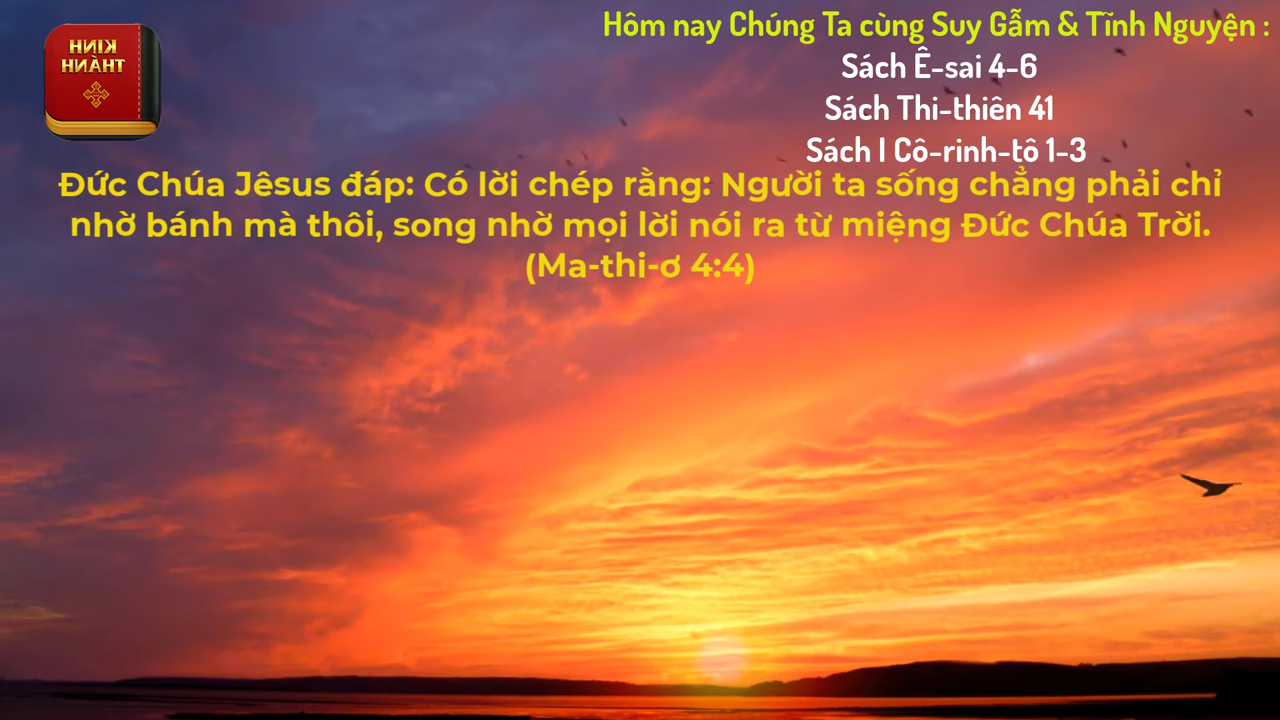 KINH
THÁNH
Hôm nay Chúng Ta cùng Suy Gẫm & Tĩnh Nguyện :
Sách Ê-sai 4-6
Sách Thi-thiên 41
Sách I Cô-rinh-tô 1-3
Đức Chúa Jêsus đáp: Có lời chép rằng: Người ta sống chẳng phải chỉ
nhờ bánh mà thôi, song nhờ mọi lời nói ra từ miệng Đức Chúa Trời.
(Ma-thi-ơ 4:4)